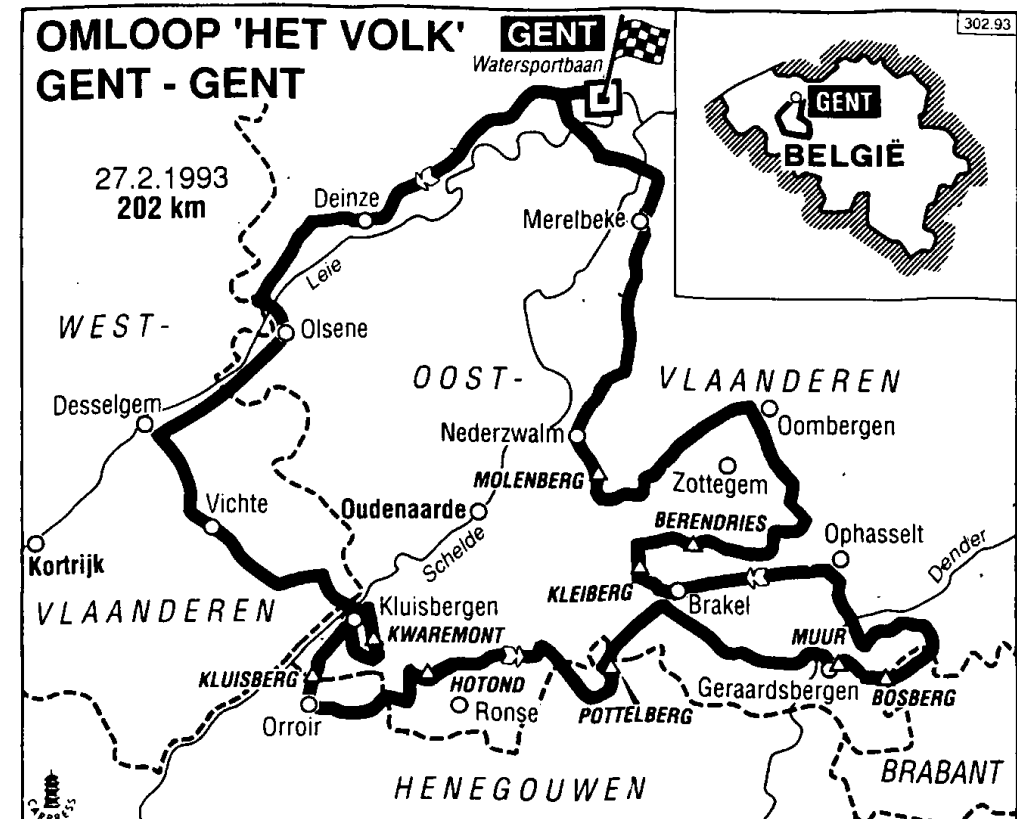 OMLOOP 'HET VOLK'
GENT - GENT
GENT
Watersportbaan
302.93
GENT
BELGIË
27.2.1993
202 km
Deinze
Merelbeke
Leie
WEST-
Olsene
OOST-
VLAANDEREN
Desselgem
Oombergen
Nederzwalm
MOLENBERG
Zottegem
Vichte
Oudenaarde
BERENDRIES
Ophasselt
Kortrijk
Schelde
Dender
KLEIBERG
Brakel
VLAANDEREN
Kluisbergen
KWAREMONT
MUUR
KLUISBERG
HOTOND
Geraardsbergen
BOSBERG
Orroir
Ronse
POTTELBERG
HENEGOUWEN
BRABANT
CARPRESS